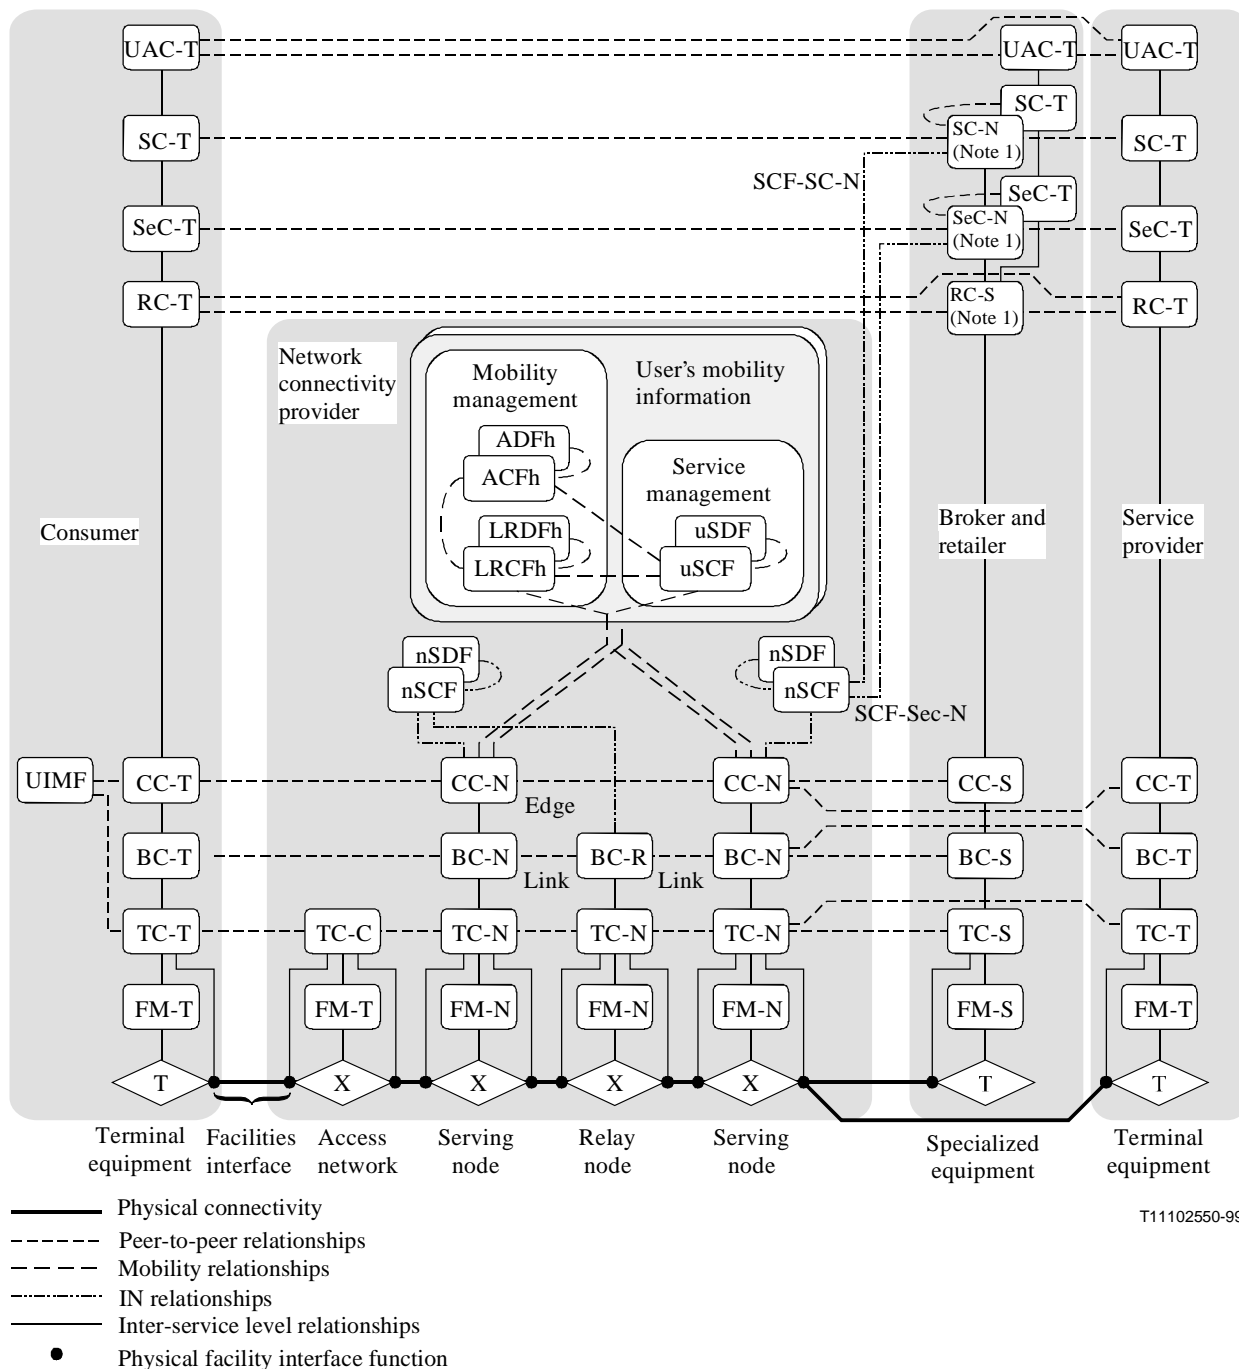 UAC-T
UAC-T
UAC-T
SC-T
SC-T
SC-N
(Note 1)
SC-T
SCF-SC-N
SeC-T
SeC-T
SeC-N
(Note 1)
SeC-T
RC-T
RC-S
(Note 1)
RC-T
Network
connectivity
provider
Mobility
management
User's mobility
information
ADFh
ACFh
Service
management
LRDFh
LRCFh
uSDF
uSCF
Consumer
Broker and
retailer
Service
provider
nSDF
nSCF
nSDF
nSCF
SCF-Sec-N
UIMF
CC-T
CC-N
CC-N
CC-S
CC-T
Edge
BC-T
BC-N
BC-R
BC-N
BC-S
BC-T
Link
Link
TC-T
TC-C
TC-N
TC-N
TC-N
TC-S
TC-T
FM-T
FM-T
FM-N
FM-N
FM-N
FM-S
FM-T
T
X
X
X
X
T
T
Terminal
equipment
Facilities
interface
Access
network
Serving
node
Relay
node
Serving
node
Specialized
equipment
Terminal
equipment
Physical connectivity
T11102550-99
Peer-to-peer relationships
Mobility relationships
IN relationships
Inter-service level relationships
Physical facility interface function